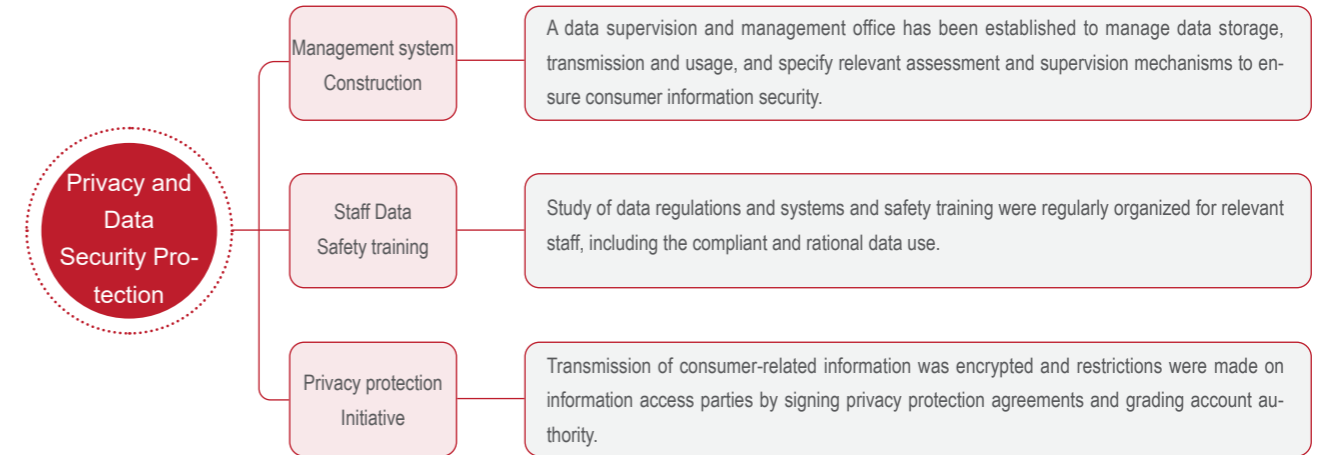 Privacy and
Data
Security Pro-
tection
Management system
Construction
A data supervision and management office has been established to manage data storage,
transmission and usage, and specify relevant assessment and supervision mechanisms to en-
sure consumer information security.
Staff Data
Safety training
Study of data regulations and systems and safety training were regularly organized for relevant
staff, including the compliant and rational data use.
Privacy protection
Initiative
Transmission of consumer-related information was encrypted and restrictions were made on
information access parties by signing privacy protection agreements and grading account au-
thority.